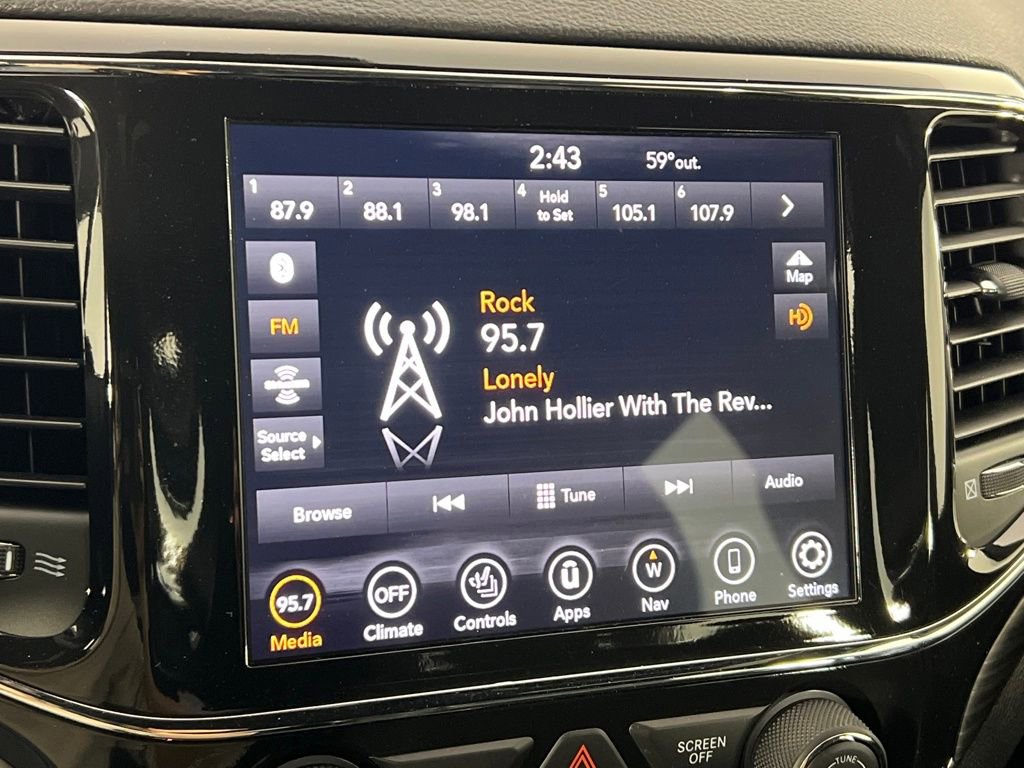 2:43 59°out.
1 2 3 4 Hold 5 6
87.9 88.1 98.1 to Set 105.1 107.9
Map
Rock
FM 95.7 HD
Lonely
John Hollier With The Rev...
Source
Select
Browse Tune Audio
95.7 OFF W
Media Climate Controls Apps Nav Phone Settings
SCREEN
OFF
TUNE